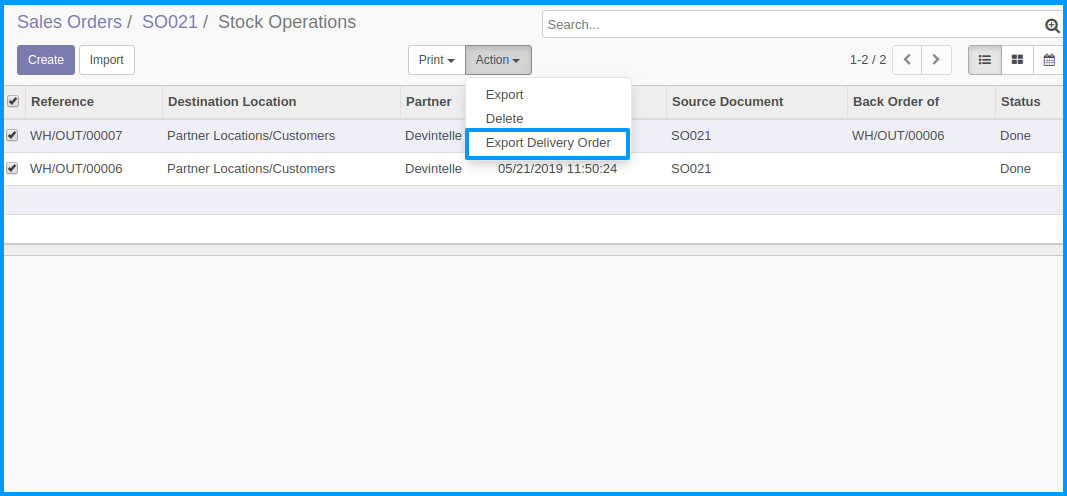 Sales Orders / SO021 / Stock Operations
Search...
Create Import Print Action 1-2 / 2
Export
Delete
Export Delivery Order
Reference Destination Location Partner Source Document Back Order of Status
WH/OUT/00007 Partner Locations/Customers Devintelle SO021 WH/OUT/00006 Done
WH/OUT/00006 Partner Locations/Customers Devintelle 05/21/2019 11:50:24 SO021 Done